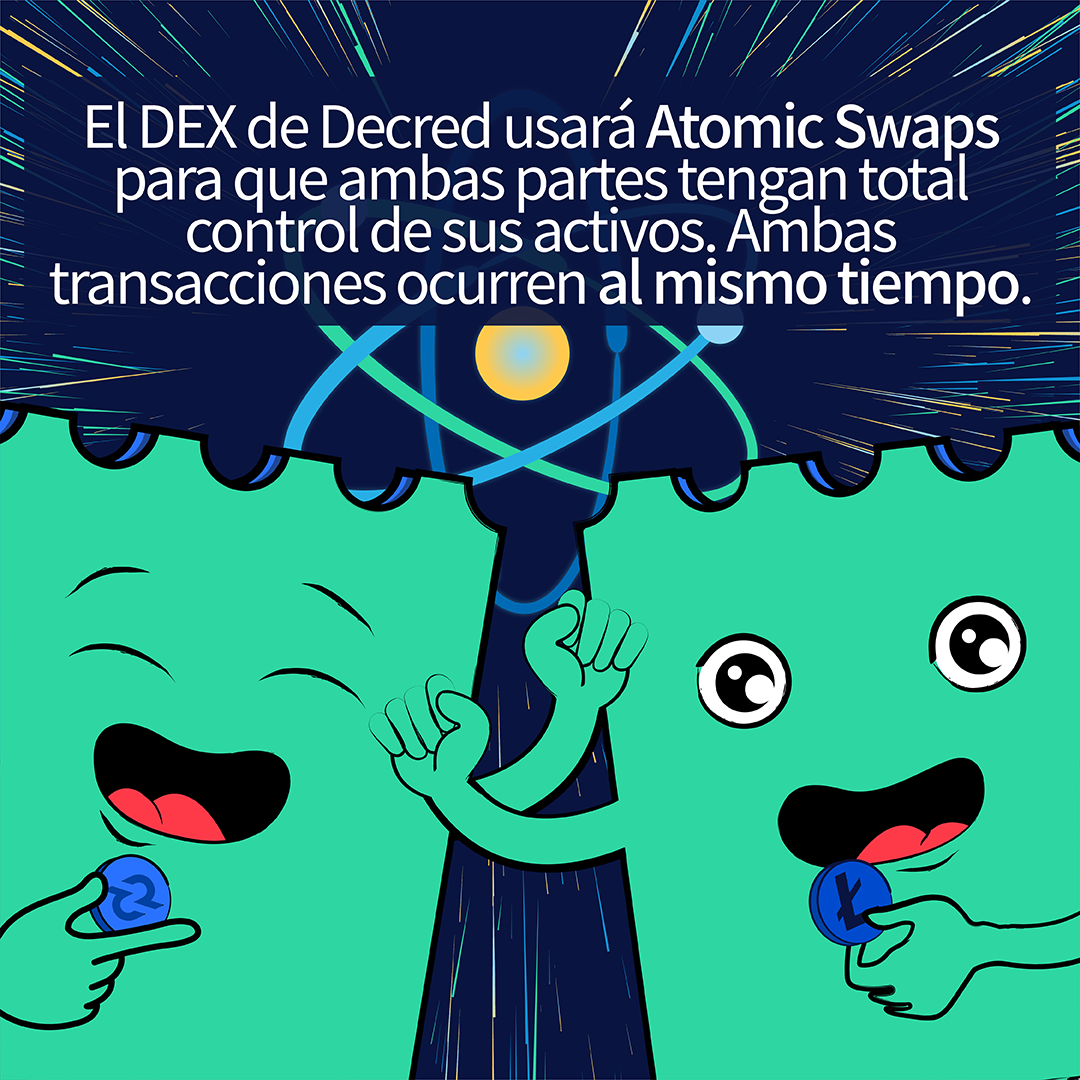 El DEX de Decred usará Atomic Swaps
para que ambas partes tengan total
control de sus activos. Ambas
transacciones ocurren al mismo tiempo.